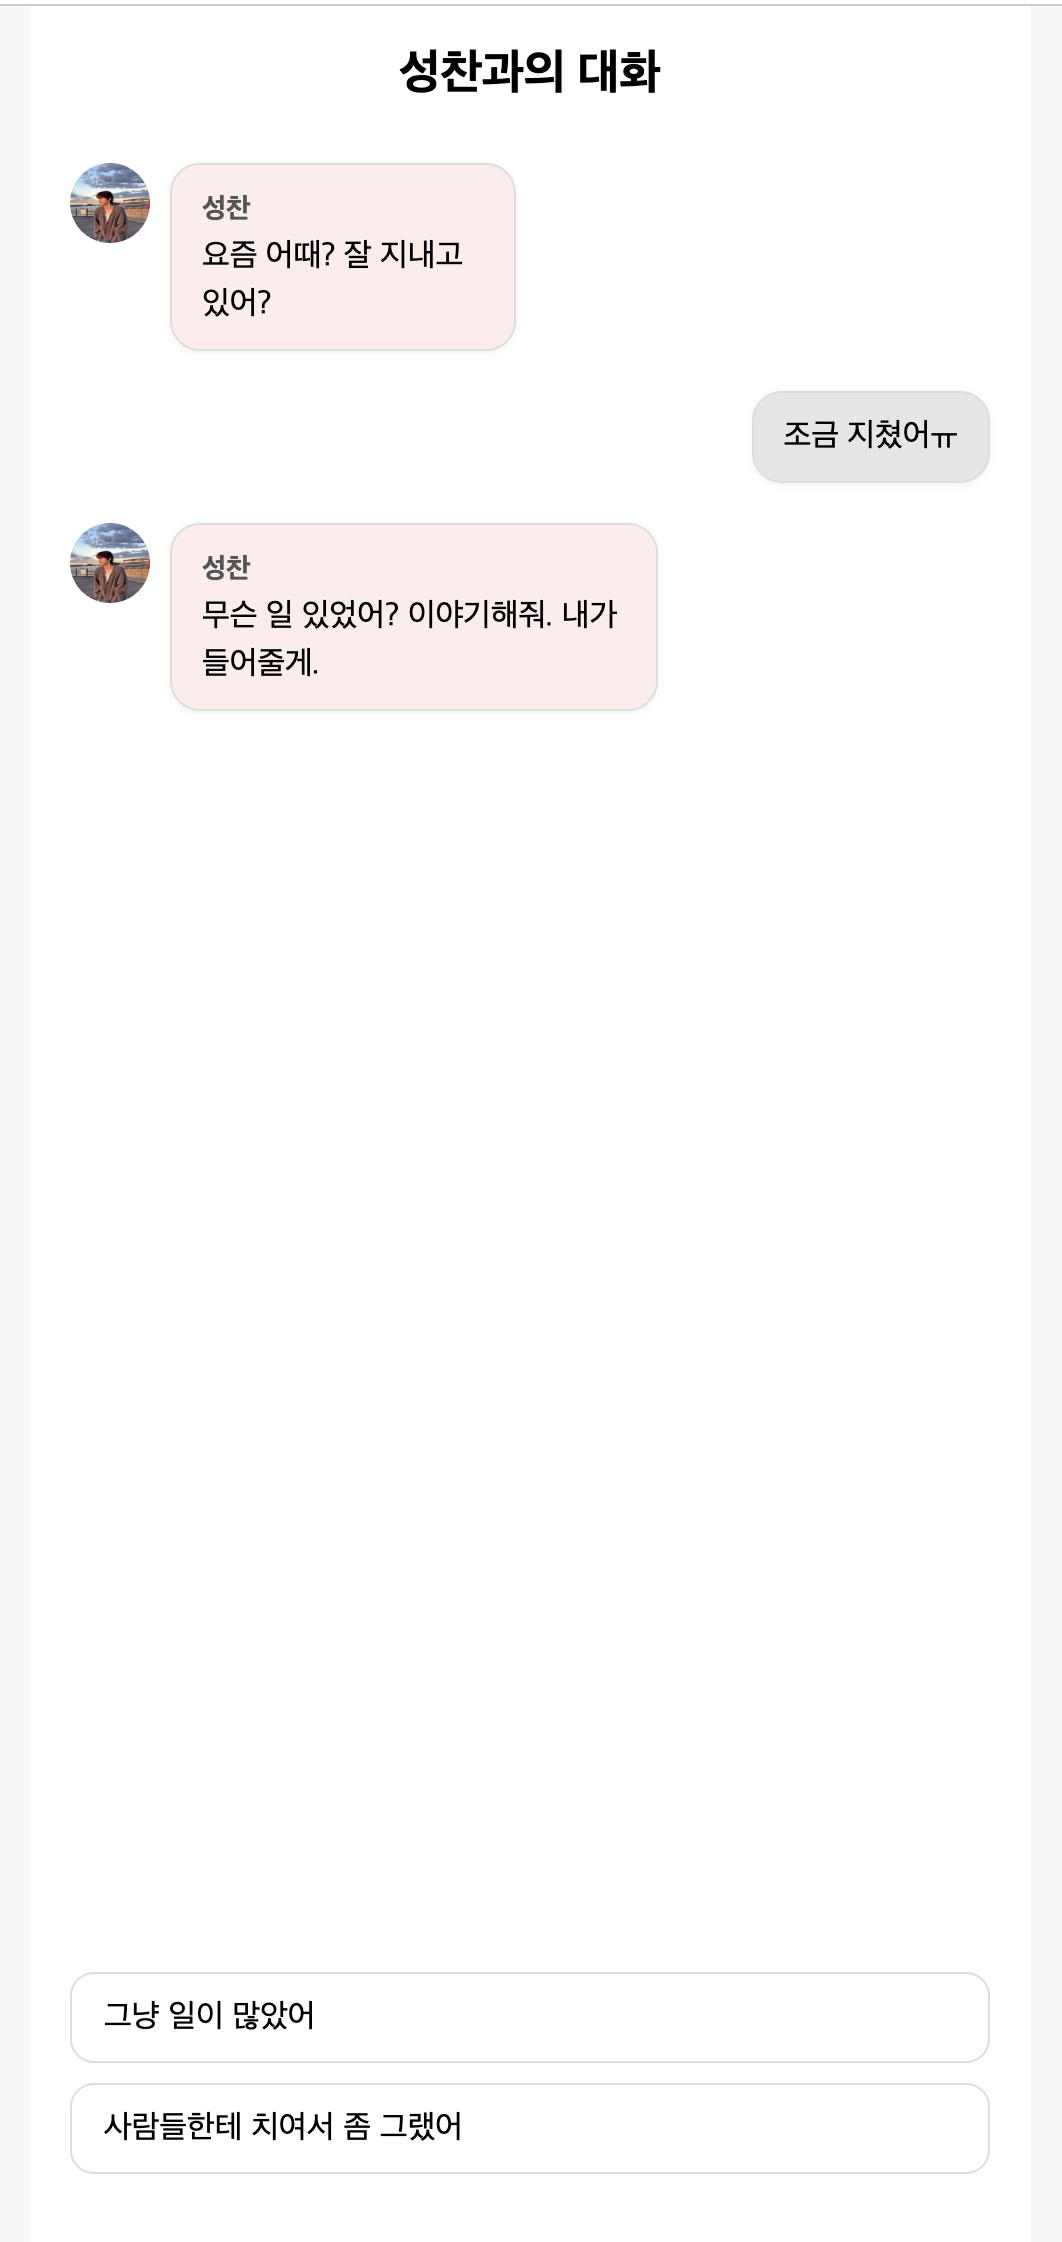 성찬과의 대화
성찬
요즘 어때? 잘 지내고
있어?
조금 지쳤어ㅠ
성찬
무슨 일 있었어? 이야기해줘. 내가
들어줄게.
그냥 일이 많았어
사람들한테 치여서 좀 그랬어